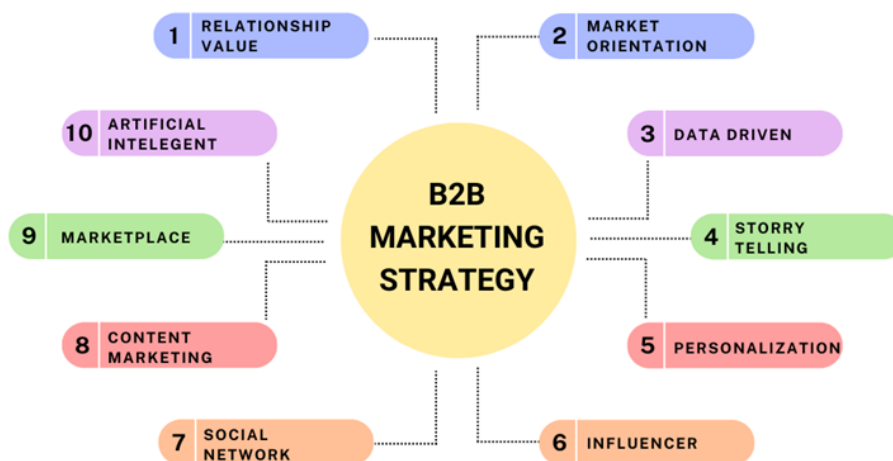 1 RELATIONSHIP
VALUE
2 MARKET
ORIENTATION
10 ARTIFICIAL
INTELEGENT
3 DATA DRIVEN
B2B
MARKETING
STRATEGY
9 MARKETPLACE
4 STORRY
TELLING
8 CONTENT
MARKETING
5 PERSONALIZATION
7 SOCIAL
NETWORK
6 INFLUENCER